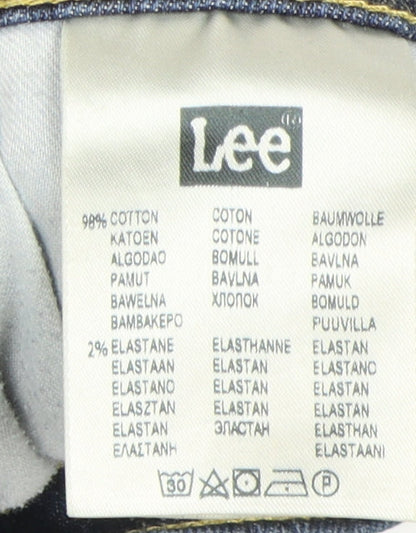 Lee
98% COTTON COTON BAUMWOLLE
KATOEN COTONE ALGODON
ALGODAO BOMULL BAVLNA
PAMUT BAVLNA PAMUK
BAWELNA ХЛОПОК BOMULD
BAMBAKEPO PUUVILLA
2% ELASTANE ELASTHANNE ELASTAN
ELASTAAN ELASTAN ELASTANO
ELASTANO ELASTAN ELASTAN
ELASZTAN ELASTAN ELASTAN
ELASTAN ЭЛАСТАН ELASTHAN
ΕΛΑΣΤΑΝΗ ELASTAANI
30 P